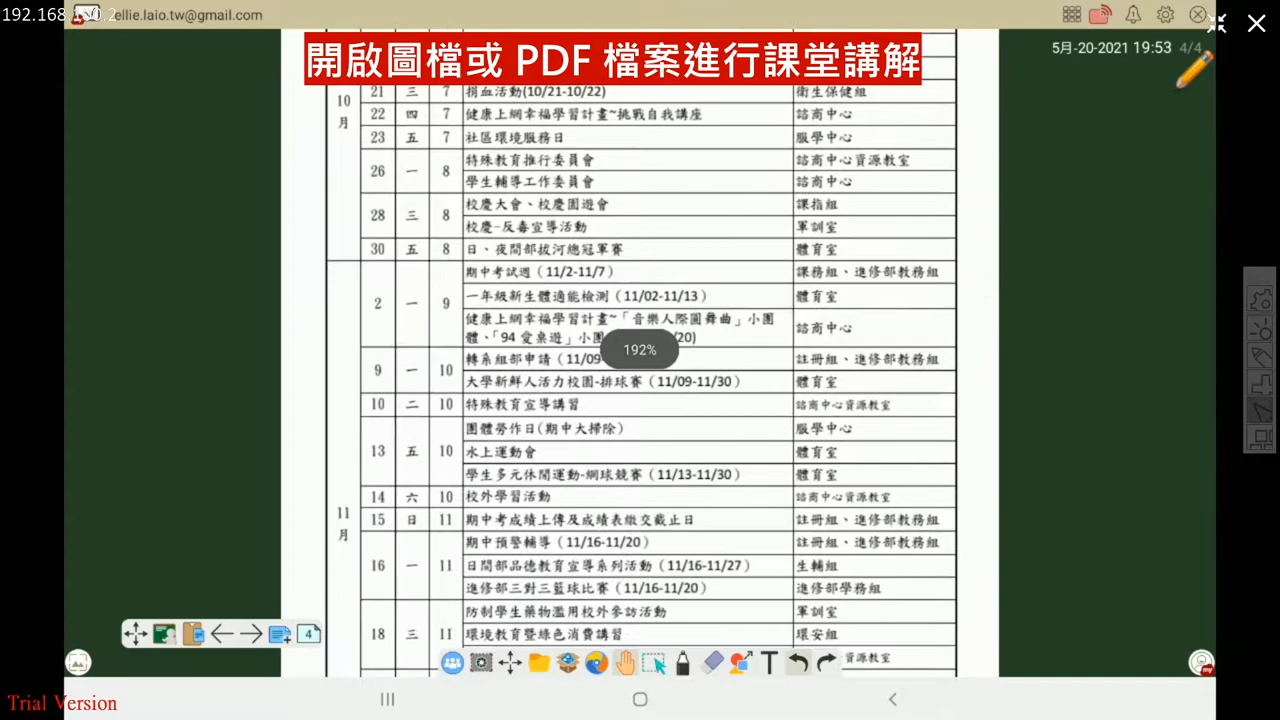 192.168.100.2
ellie.laio.tw@gmail.com
開啟圖檔或 PDF 檔案進行課堂講解
5月-20-2021 19:53 4/4
10月
21 三 7 捐血活動(10/21-10/22) 衛生保健組
22 四 7 健康上網幸福學習計畫~挑戰自我講座 諮商中心
23 五 7 社區環境服務日 服學中心
26 一 8 特殊教育推行委員會 諮商中心資源教室
學生輔導工作委員會 諮商中心
28 三 8 校慶大會、校慶園遊會 課指組
校慶-反毒宣導活動 軍訓室
30 五 8 日、夜間部拔河總冠軍賽 體育室
11月
2 一 9 期中考試週（11/2-11/7） 課務組、進修部教務組
一年級新生體適能檢測（11/02-11/13） 體育室
健康上網幸福學習計畫~「音樂人際圓舞曲」小團
體、「94 愛桌遊」小團 /20) 諮商中心
192%
9 一 10 轉系組部申請（11/09 註冊組、進修部教務組
大學新鮮人活力校園-排球賽（11/09-11/30） 體育室
10 二 10 特殊教育宣導講習 諮商中心資源教室
13 五 10 團體勞作日(期中大掃除) 服學中心
水上運動會 體育室
學生多元休閒運動-網球競賽（11/13-11/30） 體育室
14 六 10 校外學習活動 諮商中心資源教室
15 日 11 期中考成績上傳及成績表繳交截止日 註冊組、進修部教務組
16 一 11 期中預警輔導（11/16-11/20） 註冊組、進修部教務組
日間部品德教育宣導系列活動（11/16-11/27） 生輔組
進修部三對三籃球比賽（11/16-11/20） 進修部學務組
18 三 11 防制學生藥物濫用校外參訪活動 軍訓室
環境教育暨綠色消費講習 環安組
資源教室
4
T
Trial Version